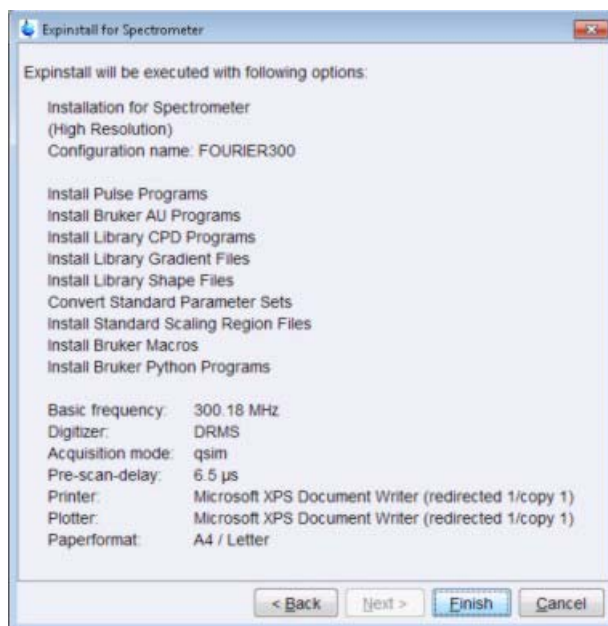 Expinstall for Spectrometer
Expinstall will be executed with following options:
Installation for Spectrometer
(High Resolution)
Configuration name: FOURIER300
Install Pulse Programs
Install Bruker AU Programs
Install Library CPD Programs
Install Library Gradient Files
Install Library Shape Files
Convert Standard Parameter Sets
Install Standard Scaling Region Files
Install Bruker Macros
Install Bruker Python Programs
Basic frequency: 300.18 MHz
Digitizer: DRMS
Acquisition mode: qsim
Pre-scan-delay: 6.5 µs
Printer: Microsoft XPS Document Writer (redirected 1/copy 1)
Plotter: Microsoft XPS Document Writer (redirected 1/copy 1)
Paperformat: A4 / Letter
< Back Next > Finish Cancel